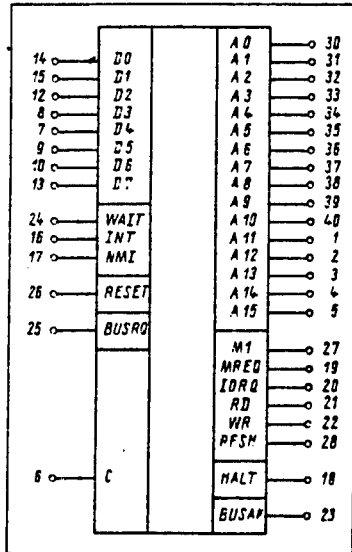 14 D0
15 D1
12 D2
8 D3
7 D4
9 D5
10 D6
13 D7
24 WAIT
16 INT
17 NMI
26 RESET
25 BUSRQ
6 C
A0 30
A1 31
A2 32
A3 33
A4 34
A5 35
A6 36
A7 37
A8 38
A9 39
A10 40
A11 1
A12 2
A13 3
A14 4
A15 5
M1 27
MREQ 19
IORQ 20
RD 21
WR 22
RFSH 28
HALT 18
BUSAK 23